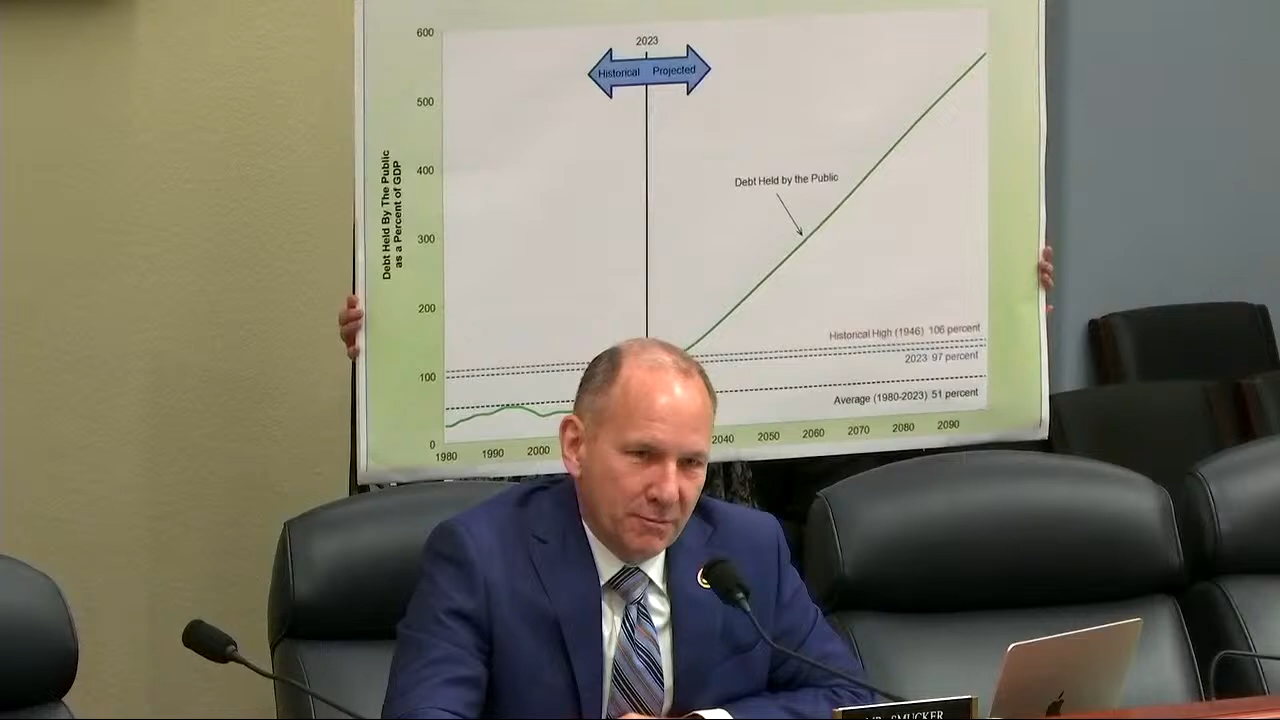 600
500
400
300
200
100
0
Debt Held By The Public
as a Percent of GDP
2023
Historical Projected
Debt Held by the Public
Historical High (1946) 106 percent
2023 97 percent
Average (1980-2023) 51 percent
1980 1990 2000 2040 2050 2060 2070 2080 2090
MR. SMUCKER